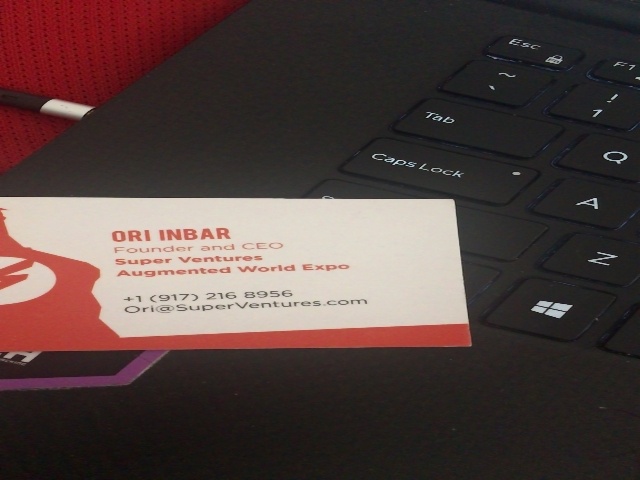 Esc
F1
~
`
!
1
Tab
Q
Caps Lock
A
Z
ORI INBAR
Founder and CEO
Super Ventures
Augmented World Expo
+1 (917) 216 8956
Ori@SuperVentures.com